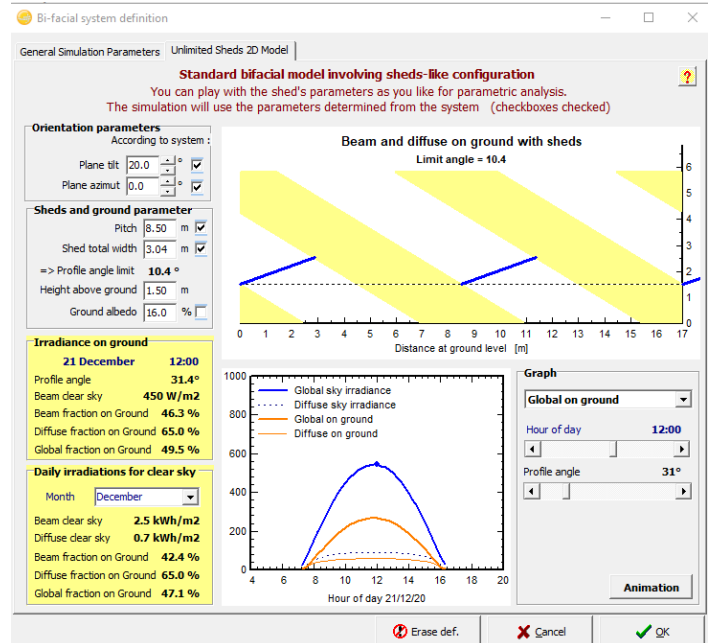 Bi-facial system definition
General Simulation Parameters Unlimited Sheds 2D Model
Standard bifacial model involving sheds-like configuration
You can play with the shed's parameters as you like for parametric analysis.
The simulation will use the parameters determined from the system (checkboxes checked)
?
Orientation parameters
According to system :
Plane tilt 20.0 °
Plane azimut 0.0 °
Sheds and ground parameter
Pitch 8.50 m
Shed total width 3.04 m
=> Profile angle limit 10.4 °
Height above ground 1.50 m
Ground albedo 16.0 %
Irradiance on ground
21 December 12:00
Profile angle 31.4°
Beam clear sky 450 W/m2
Beam fraction on Ground 46.3 %
Diffuse fraction on Ground 65.0 %
Global fraction on Ground 49.5 %
Daily irradiations for clear sky
Month December
Beam clear sky 2.5 kWh/m2
Diffuse clear sky 0.7 kWh/m2
Beam fraction on Ground 42.4 %
Diffuse fraction on Ground 65.0 %
Global fraction on Ground 47.1 %
Beam and diffuse on ground with sheds
Limit angle = 10.4
6
5
4
3
2
1
0
0 1 2 3 4 5 6 7 8 9 10 11 12 13 14 15 16 17
Distance at ground level [m]
1000
800
600
400
200
0
Global sky irradiance
Diffuse sky irradiance
Global on ground
Diffuse on ground
4 6 8 10 12 14 16 18 20
Hour of day 21/12/20
Graph
Global on ground
Hour of day 12:00
Profile angle 31°
Animation
Erase def.
Cancel
OK